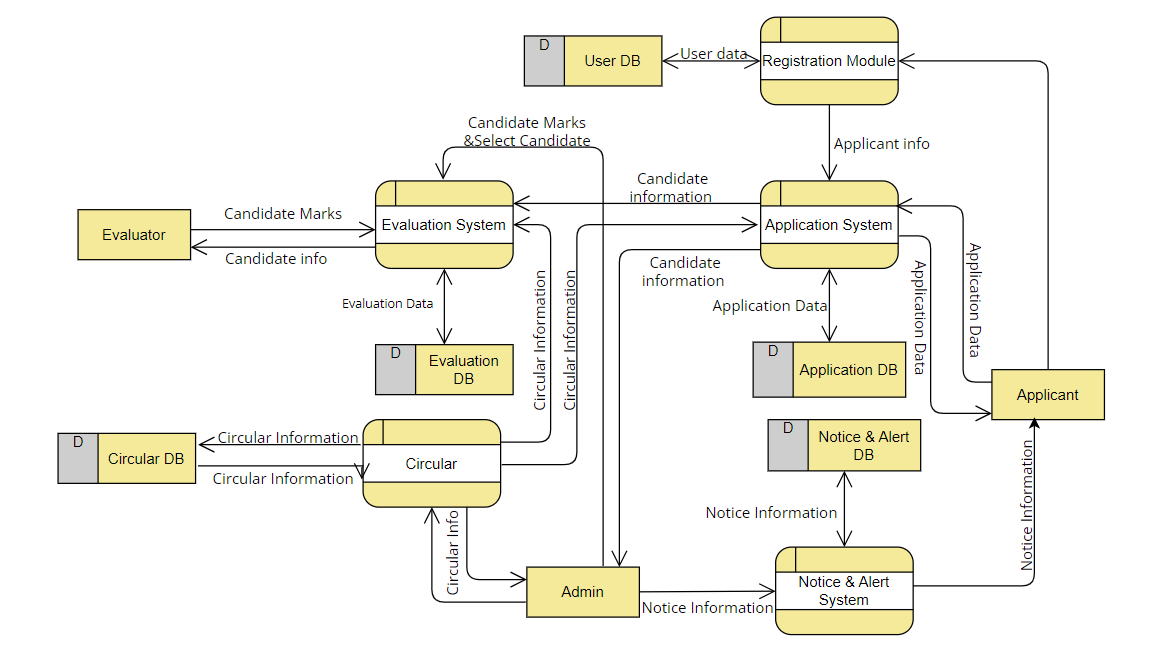 D
User DB
User data
Registration Module
Candidate Marks
&Select Candidate
Applicant info
Candidate
information
Evaluator
Candidate Marks
Candidate info
Evaluation System
Application System
Candidate
information
Evaluation Data
Circular Information
Circular Information
Application Data
Application Data
Application Data
D
Evaluation
DB
D
Application DB
Applicant
D
Circular DB
Circular Information
Circular Information
Circular
D
Notice & Alert
DB
Notice Information
Notice Information
Circular Info
Admin
Notice Information
Notice & Alert
System